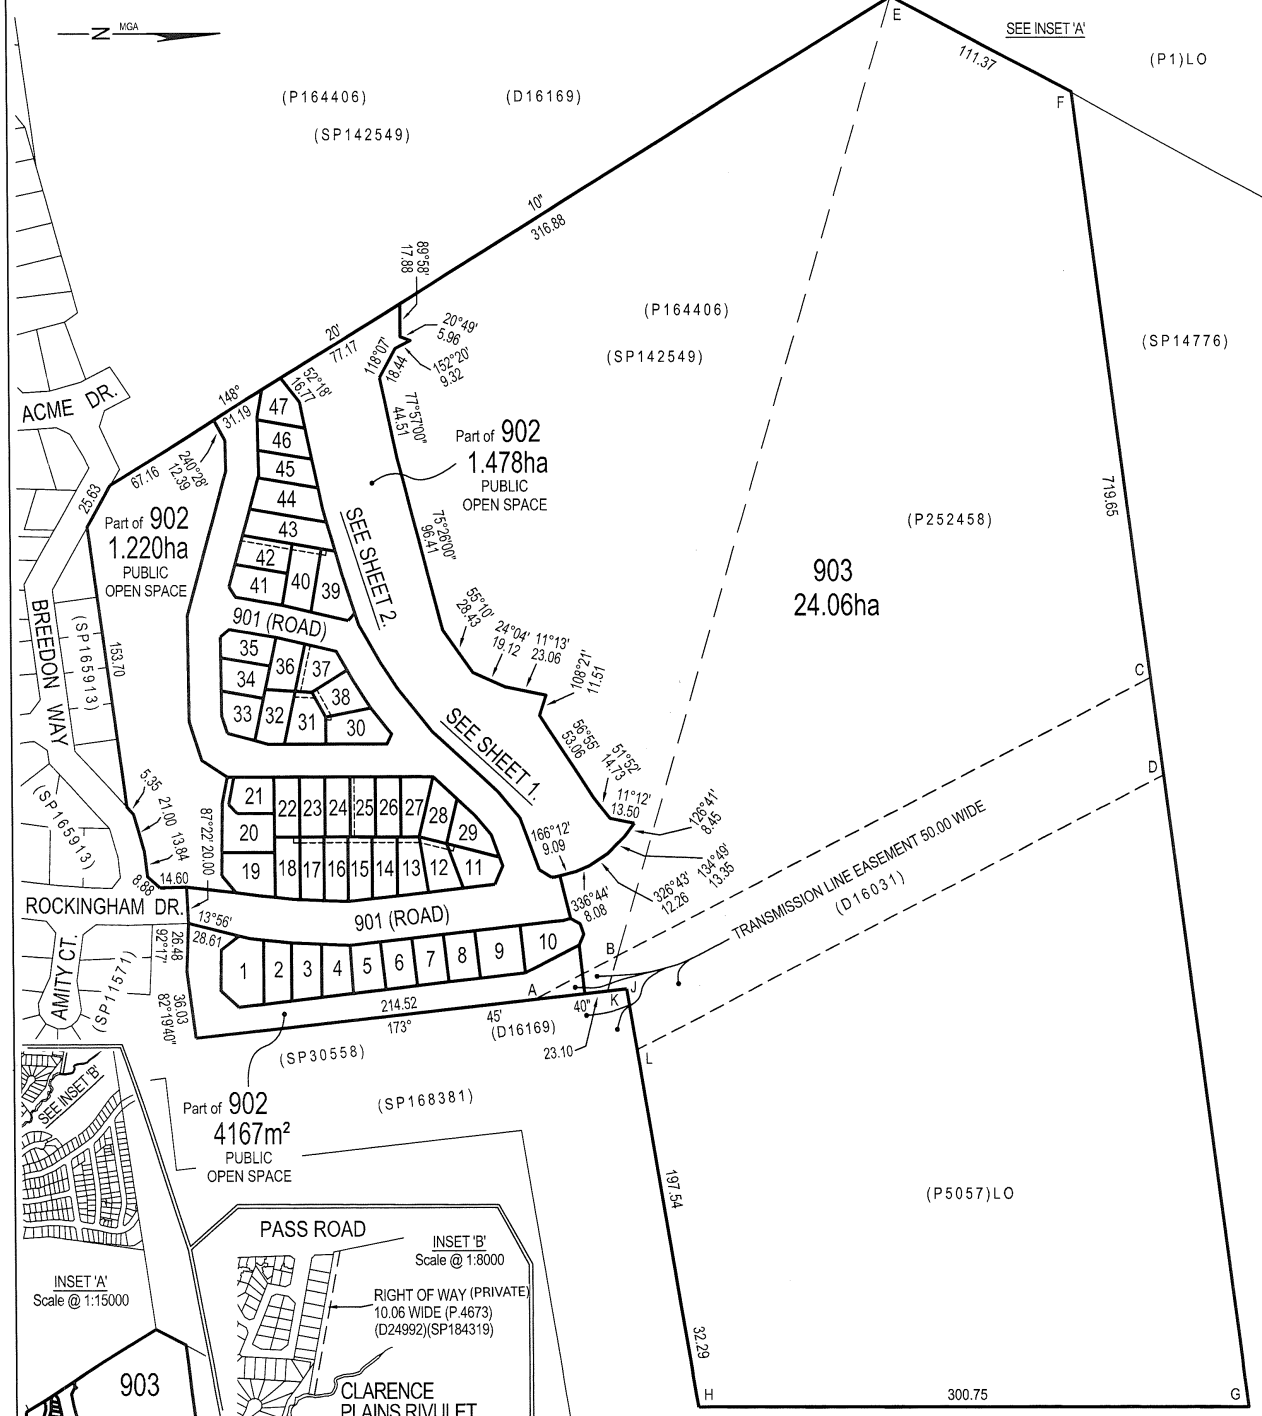 N
MGA
E
SEE INSET 'A'
111.37
(P1)LO
F
(P164406)
(D16169)
(SP142549)
10"
316.88
89°58'
17.88
20'
77.17
20°49'
5.96
152°20'
9.32
118°07'
18.44
52°18'
16.77
148°
31.19
(P164406)
(SP142549)
(SP14776)
ACME DR.
77°57'00"
44.51
Part of 902
1.478ha
PUBLIC
OPEN SPACE
240°28'
12.39
67.16
25.63
Part of 902
1.220ha
PUBLIC
OPEN SPACE
47
46
45
44
43
42
41
40
39
SEE SHEET 2.
75°26'00"
96.41
(P252458)
719.65
903
24.06ha
BREEDON WAY
(SP165913)
153.70
901 (ROAD)
35
36
37
34
38
33
32
31
30
55°10'
28.43
24°04'
19.12
11°13'
23.06
108°21'
11.51
C
D
SEE SHEET 1.
56°55'
53.06
51°52'
14.73
11°12'
13.50
126°41'
8.45
134°49'
13.35
326°43'
12.26
336°44'
8.08
166°12'
9.09
5.35
21.00
13.84
8.88
14.60
87°22'20.00
(SP165913)
21
22
23
24
25
26
27
28
29
20
19
18
17
16
15
14
13
12
11
TRANSMISSION LINE EASEMENT 50.00 WIDE
(D16031)
ROCKINGHAM DR.
13°56'
28.61
901 (ROAD)
26.48
92°17'
AMITY CT.
(SP11571)
1
2
3
4
5
6
7
8
9
10
B
A
J
K
L
36.03
82°19'40"
214.52
173°
45'
40"
(D16169)
23.10
(SP30558)
(SP168381)
Part of 902
4167m²
PUBLIC
OPEN SPACE
SEE INSET 'B'
197.54
(P5057)LO
PASS ROAD
INSET 'B'
Scale @ 1:8000
INSET 'A'
Scale @ 1:15000
RIGHT OF WAY (PRIVATE)
10.06 WIDE (P.4673)
(D24992)(SP184319)
32.29
903
CLARENCE
PLAINS RIVULET
H
300.75
G